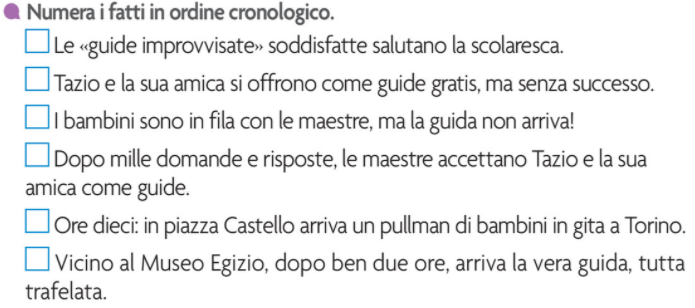 Numera i fatti in ordine cronologico.
Le «guide improvvisate» soddisfatte salutano la scolaresca.
Tazio e la sua amica si offrono come guide gratis, ma senza successo.
I bambini sono in fila con le maestre, ma la guida non arriva!
Dopo mille domande e risposte, le maestre accettano Tazio e la sua
amica come guide.
Ore dieci: in piazza Castello arriva un pullman di bambini in gita a Torino.
Vicino al Museo Egizio, dopo ben due ore, arriva la vera guida, tutta
trafelata.